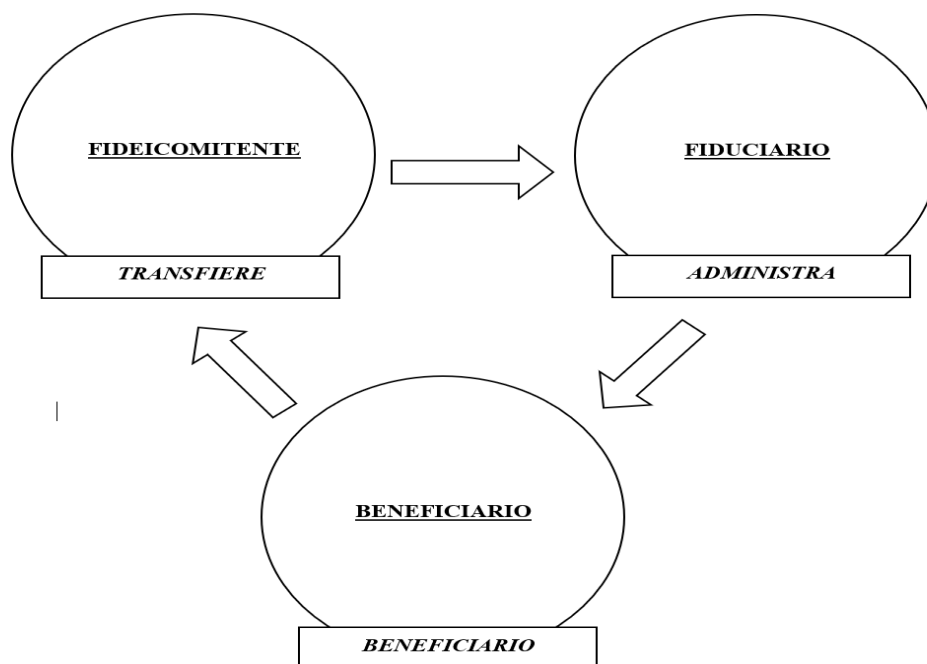 FIDEICOMITENTE
TRANSFIERE
FIDUCIARIO
ADMINISTRA
BENEFICIARIO
BENEFICIARIO